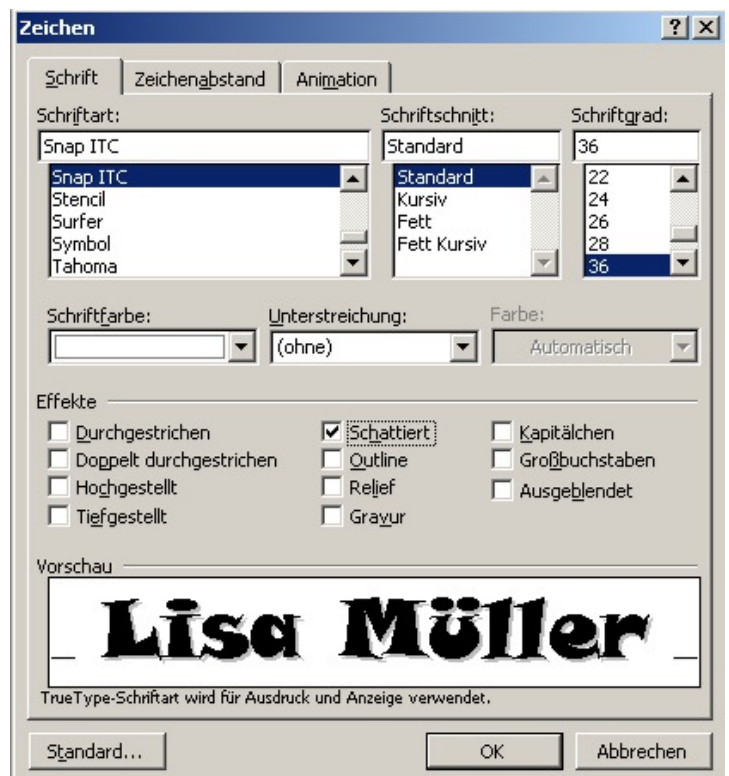 Zeichen
Schrift Zeichenabstand Animation
Schriftart: Schriftschnitt: Schriftgrad:
Snap ITC Standard 36
Snap ITC Standard 22
Stencil Kursiv 24
Surfer Fett 26
Symbol Fett Kursiv 28
Tahoma 36
Schriftfarbe: Unterstreichung: Farbe:
(ohne) Automatisch
Effekte
Durchgestrichen Schattiert Kapitälchen
Doppelt durchgestrichen Outline Großbuchstaben
Hochgestellt Relief Ausgeblendet
Tiefgestellt Gravur
Vorschau
Lisa Müller
TrueType-Schriftart wird für Ausdruck und Anzeige verwendet.
Standard... OK Abbrechen